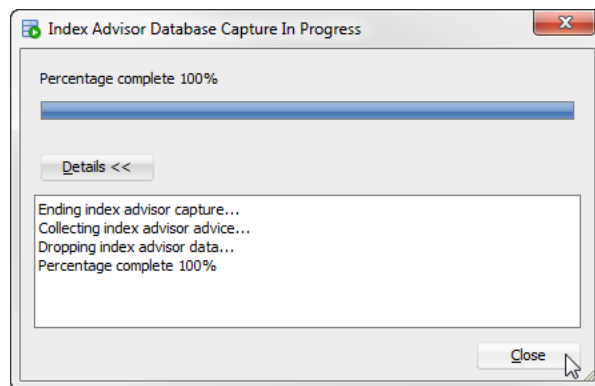 Index Advisor Database Capture In Progress
Percentage complete 100%
Details <<
Ending index advisor capture...
Collecting index advisor advice...
Dropping index advisor data...
Percentage complete 100%
Close